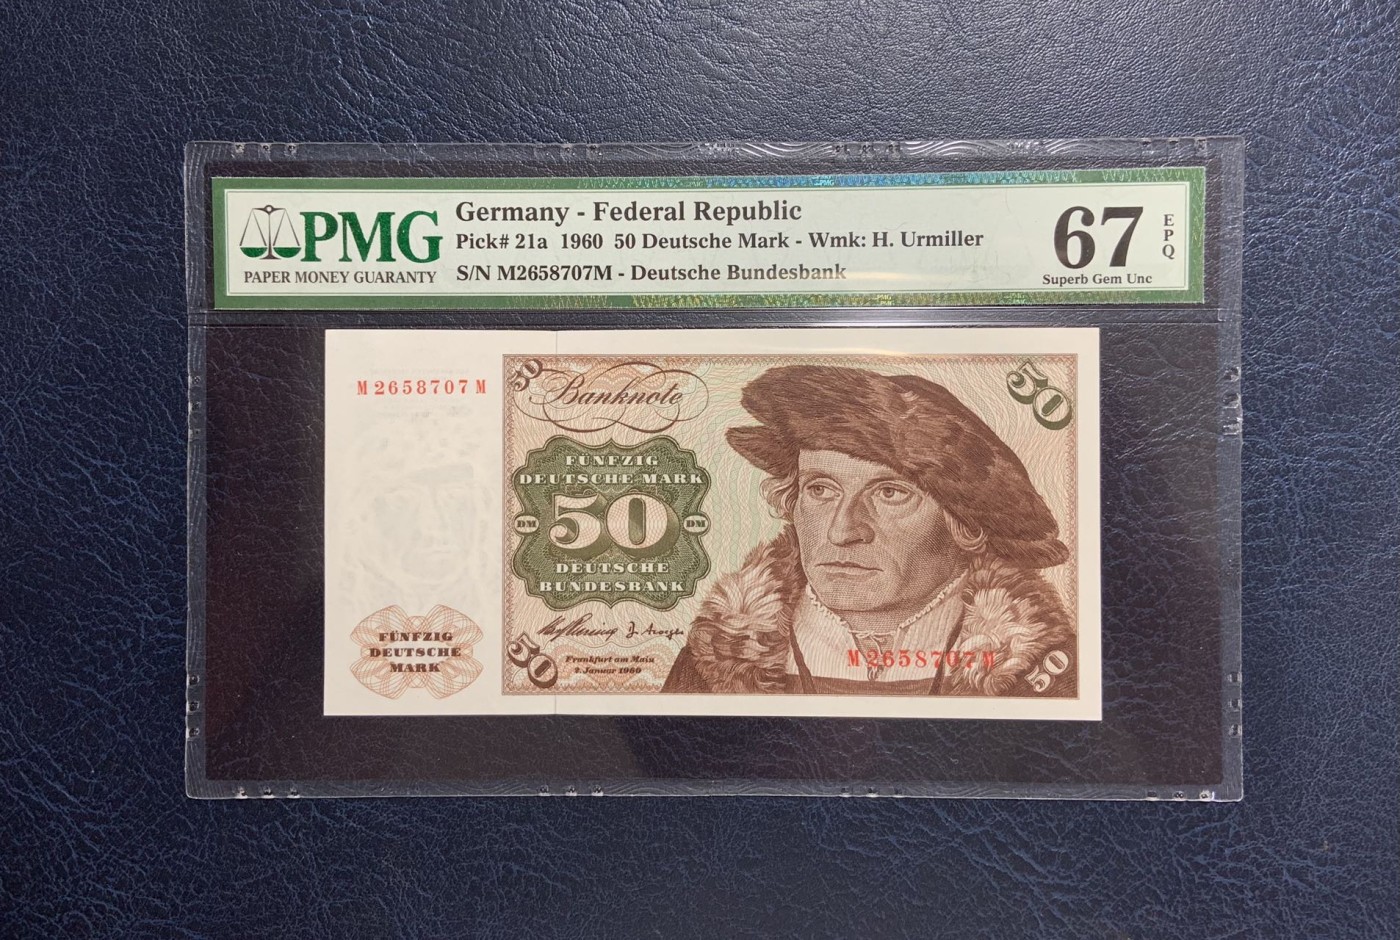 PMG
PAPER MONEY GUARANTY
Germany - Federal Republic
Pick# 21a 1960 50 Deutsche Mark - Wmk: H. Urmiller
S/N M2658707M - Deutsche Bundesbank
67
EPQ
Superb Gem Unc
M2658707M
50
Banknote
50
FÜNFZIG
DEUTSCHE MARK
DM 50 DM
DEUTSCHE
BUNDESBANK
FÜNFZIG
DEUTSCHE
MARK
Frankfurt am Main
2. Januar 1960
50
M2658707M
50